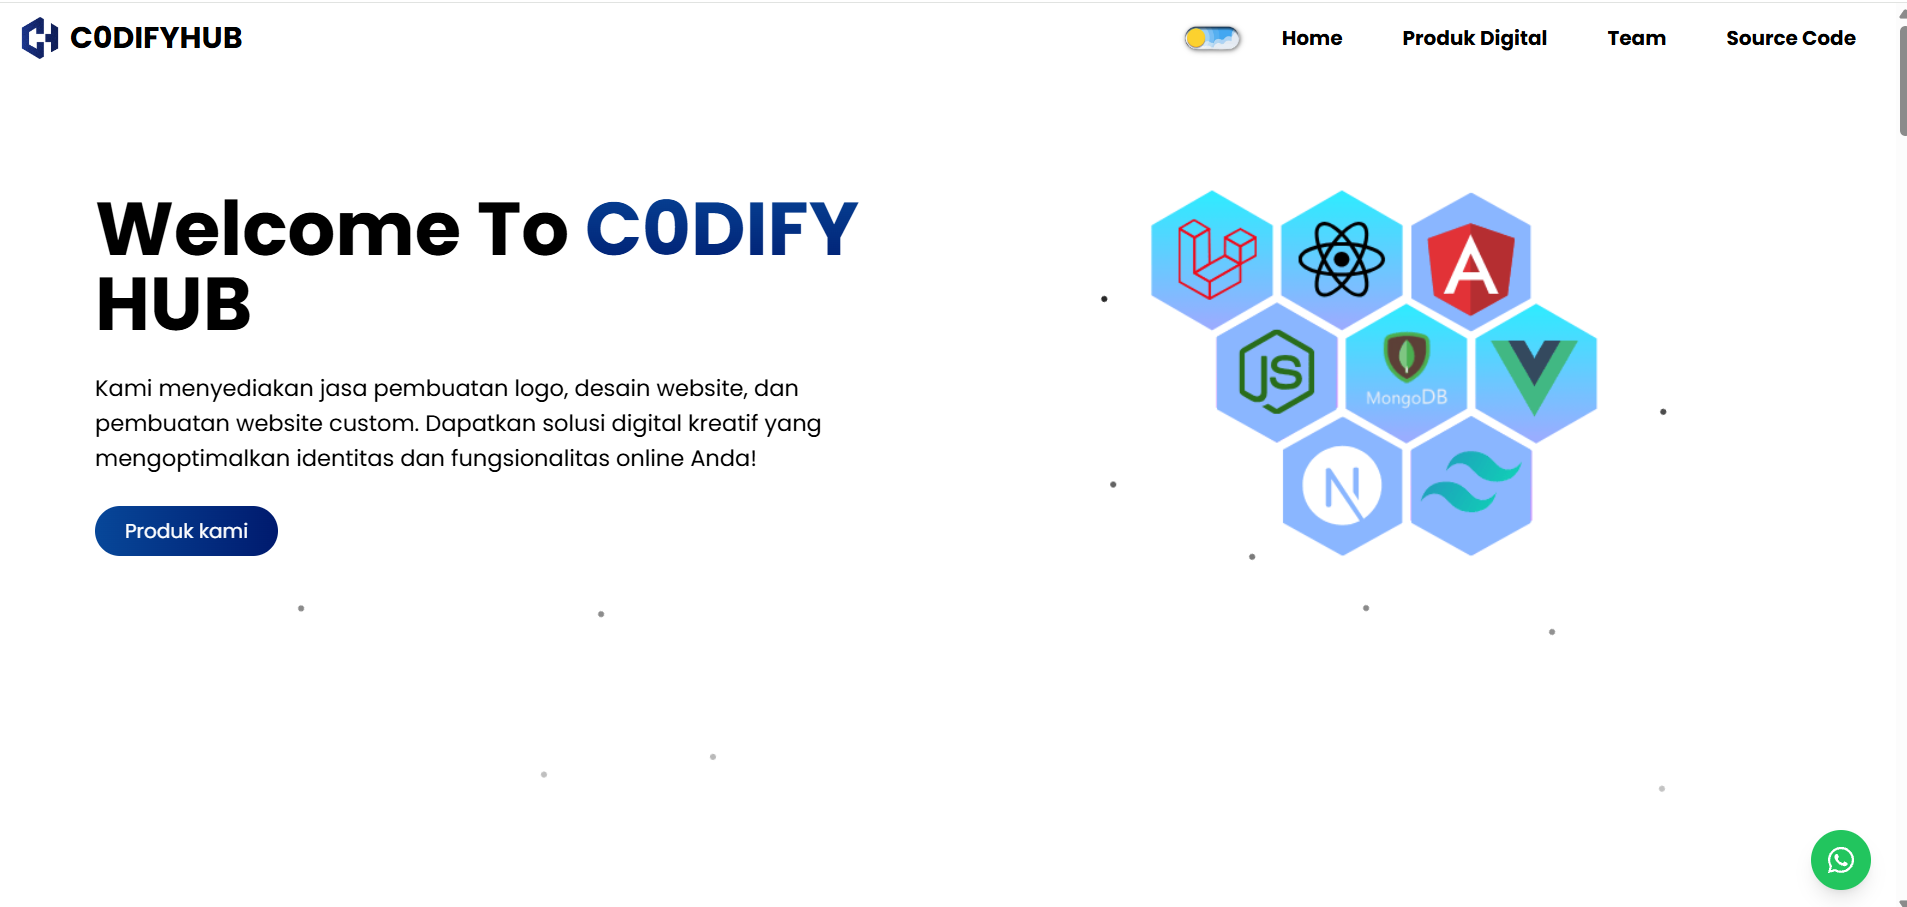 C0DIFYHUB
Home
Produk Digital
Team
Source Code
Welcome To C0DIFY
HUB
Kami menyediakan jasa pembuatan logo, desain website, dan
pembuatan website custom. Dapatkan solusi digital kreatif yang
mengoptimalkan identitas dan fungsionalitas online Anda!
Produk kami
JS
MongoDB